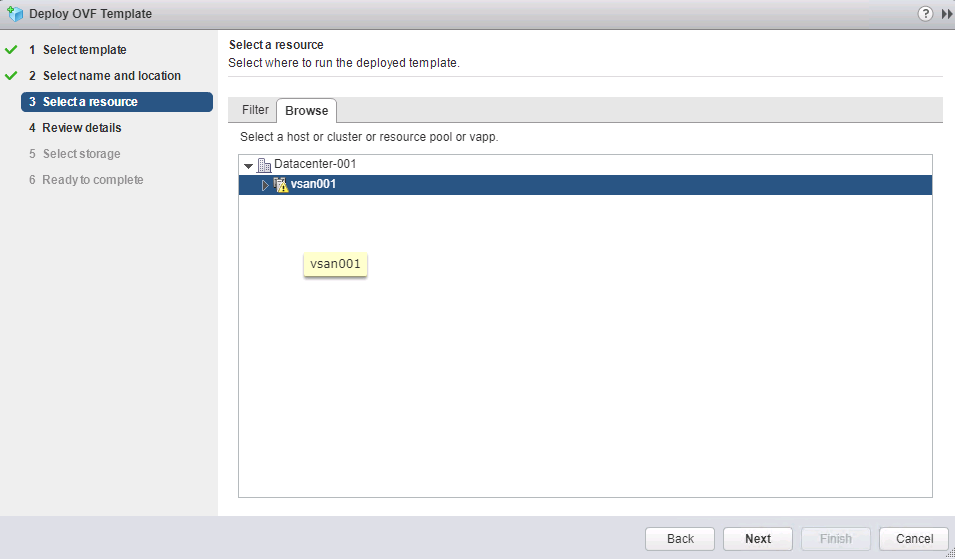 Deploy OVF Template
?
1 Select template
2 Select name and location
3 Select a resource
4 Review details
5 Select storage
6 Ready to complete
Select a resource
Select where to run the deployed template.
Filter Browse
Select a host or cluster or resource pool or vapp.
Datacenter-001
vsan001
vsan001
Back Next Finish Cancel